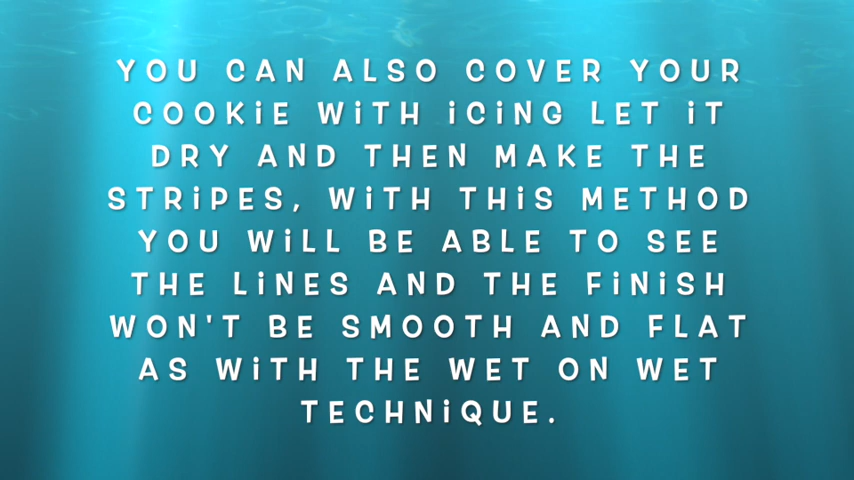 YOU CAN ALSO COVER YOUR
COOKiE WiTH iCiNG LET iT
DRY AND THEN MAKE THE
STRiPES, WiTH THiS METHOD
YOU WiLL BE ABLE TO SEE
THE LiNES AND THE FiNiSH
WON'T BE SMOOTH AND FLAT
AS WiTH THE WET ON WET
TECHNiQUE.